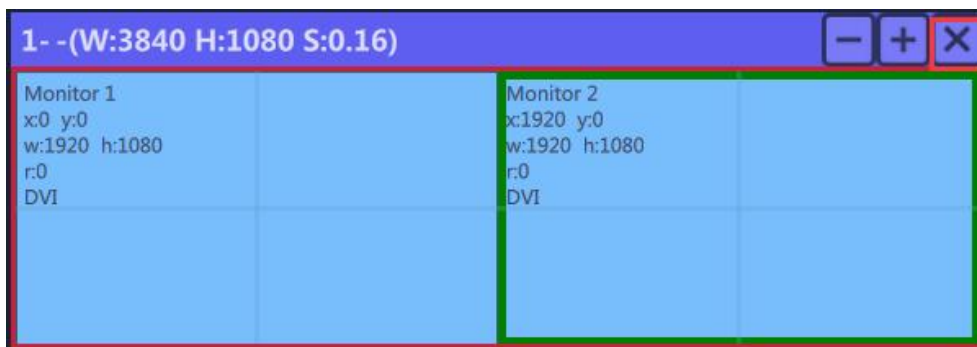 1- -(W:3840 H:1080 S:0.16)
Monitor 1
x:0 y:0
w:1920 h:1080
r:0
DVI
Monitor 2
x:1920 y:0
w:1920 h:1080
r:0
DVI